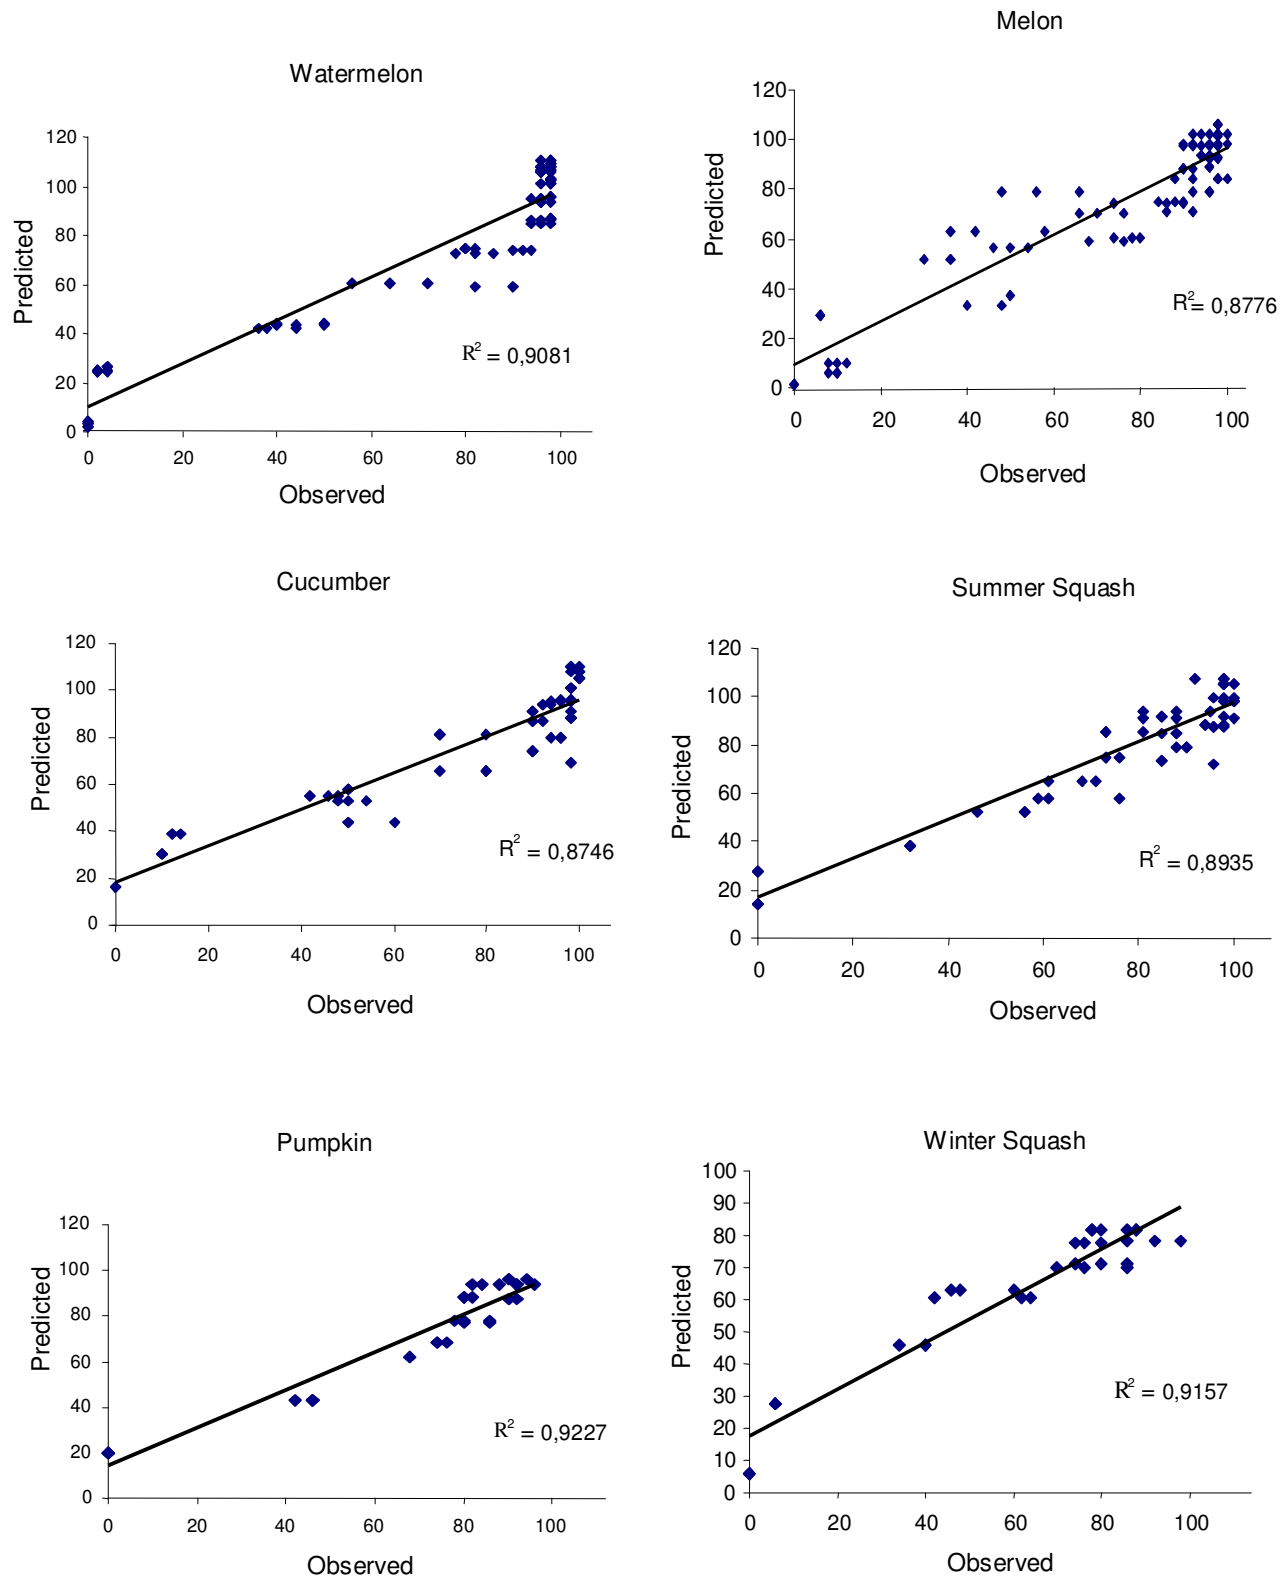 Watermelon
120
100
80
60
40
20
0
Predicted
R² = 0,9081
0 20 40 60 80 100
Observed
Melon
120
100
80
60
40
20
0
Predicted
R²= 0,8776
0 20 40 60 80 100
Observed
Cucumber
120
100
80
60
40
20
0
Predicted
R² = 0,8746
0 20 40 60 80 100
Observed
Summer Squash
120
100
80
60
40
20
0
Predicted
R² = 0,8935
0 20 40 60 80 100
Observed
Pumpkin
120
100
80
60
40
20
0
Predicted
R² = 0,9227
0 20 40 60 80 100
Observed
Winter Squash
100
90
80
70
60
50
40
30
20
10
0
Predicted
R² = 0,9157
0 20 40 60 80 100
Observed